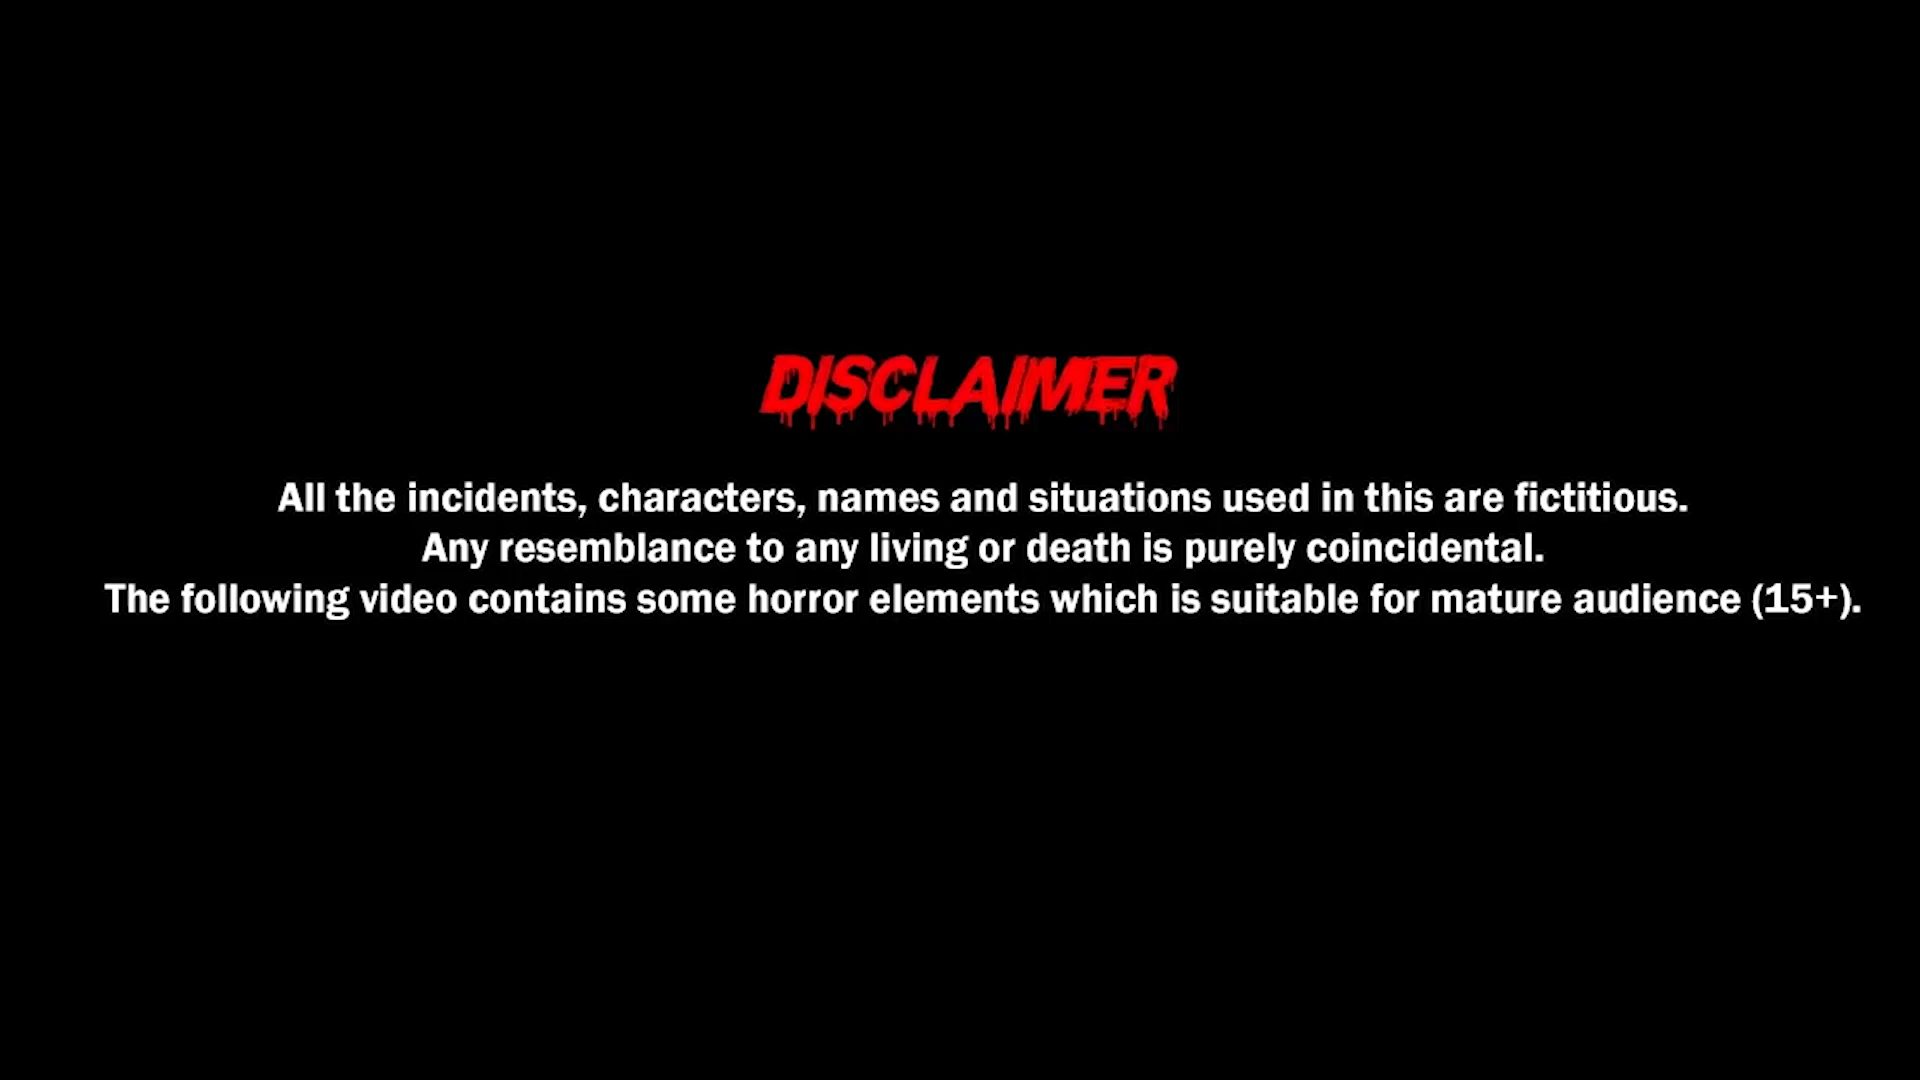 DISCLAIMER
All the incidents, characters, names and situations used in this are fictitious.
Any resemblance to any living or death is purely coincidental.
The following video contains some horror elements which is suitable for mature audience (15+).